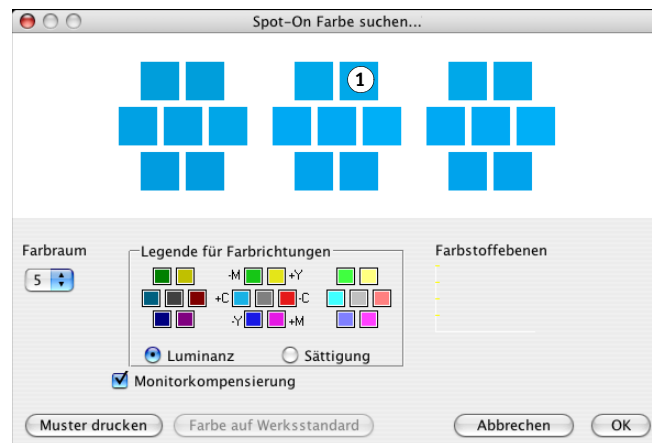 Spot-On Farbe suchen...
1
Farbraum
5
Legende für Farbrichtungen
-M +Y
+C -C
-Y +M
Luminanz Sättigung
Farbstoffebenen
Monitorkompensierung
Muster drucken Farbe auf Werksstandard Abbrechen OK